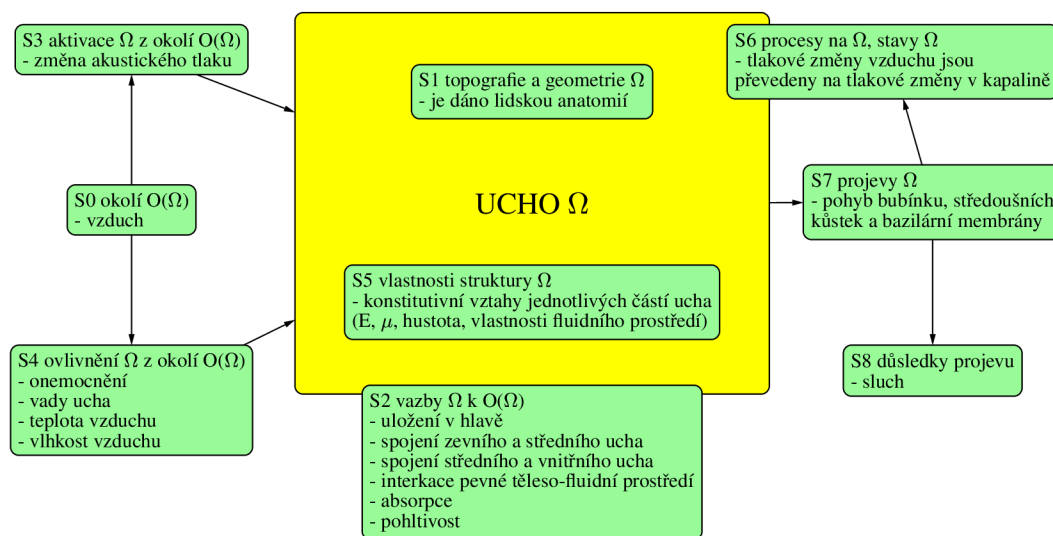 S3 aktivace Ω z okolí O(Ω)
- změna akustického tlaku
S1 topografie a geometrie Ω
- je dáno lidskou anatomií
S6 procesy na Ω, stavy Ω
- tlakové změny vzduchu jsou
převedeny na tlakové změny v kapalině
S0 okolí O(Ω)
- vzduch
UCHO Ω
S7 projevy Ω
- pohyb bubínku, středoušních
kůstek a bazilární membrány
S5 vlastnosti struktury Ω
- konstitutivní vztahy jednotlivých částí ucha
(E, μ, hustota, vlastnosti fluidního prostředí)
S4 ovlivnění Ω z okolí O(Ω)
- onemocnění
- vady ucha
- teplota vzduchu
- vlhkost vzduchu
S8 důsledky projevu
- sluch
S2 vazby Ω k O(Ω)
- uložení v hlavě
- spojení zevního a středního ucha
- spojení středního a vnitřního ucha
- interkace pevné těleso-fluidní prostředí
- absorpce
- pohltivost